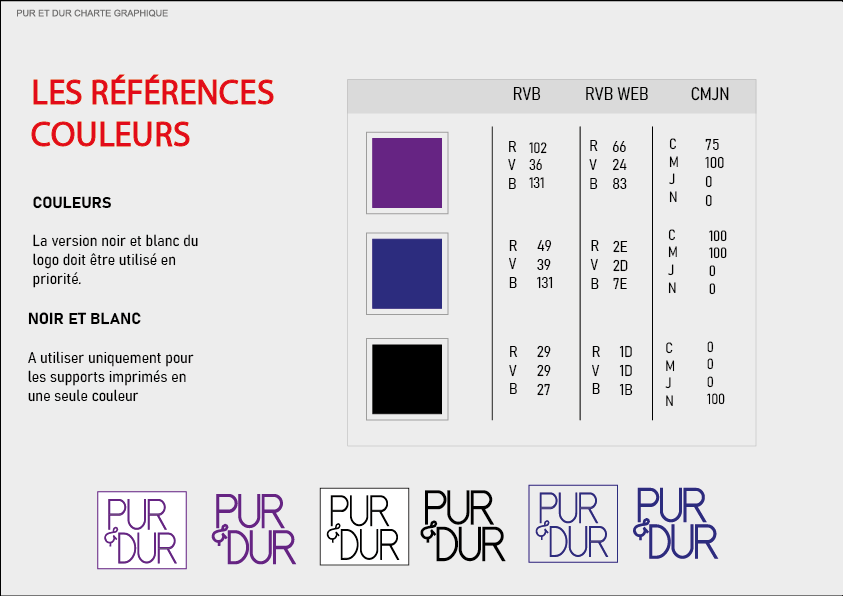 PUR ET DUR CHARTE GRAPHIQUE
LES RÉFÉRENCES
COULEURS
COULEURS
La version noir et blanc du
logo doit être utilisé en
priorité.
NOIR ET BLANC
A utiliser uniquement pour
les supports imprimés en
une seule couleur
RVB RVB WEB CMJN
R 102 R 66 C 75
V 36 V 24 M 100
B 131 B 83 J 0
N 0
R 49 R 2E C 100
V 39 V 2D M 100
B 131 B 7E J 0
N 0
R 29 R 1D C 0
V 29 V 1D M 0
B 27 B 1B J 0
N 100
PUR PUR PUR PUR PUR PUR
&DUR &DUR &DUR &DUR &DUR &DUR